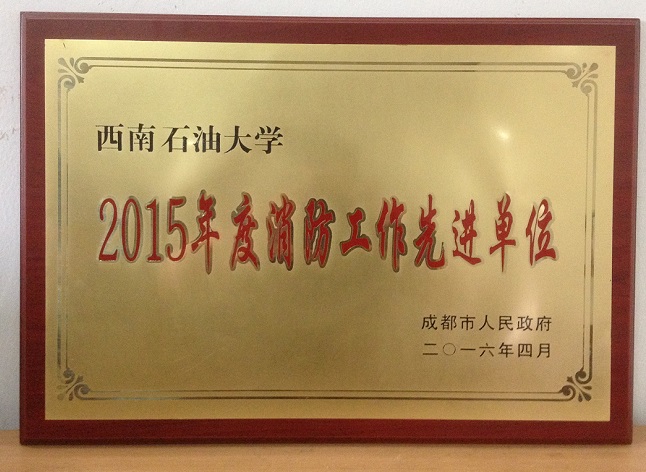 西南石油大学
2015年度消防工作先进单位
成都市人民政府
二〇一六年四月